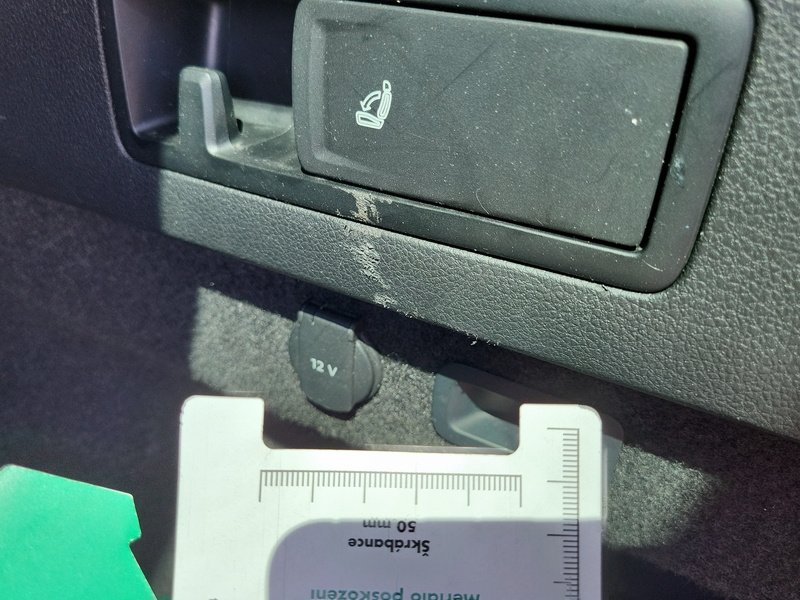 12 V
50 mm
Škrábance
Měřidlo poškození